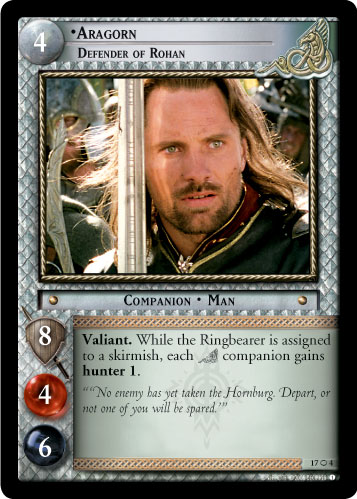 4
•Aragorn
Defender of Rohan
Companion • Man
8
4
6
Valiant. While the Ringbearer is assigned
to a skirmish, each companion gains
hunter 1.
““No enemy has yet taken the Hornburg. Depart, or
not one of you will be spared.’”
17 O 4